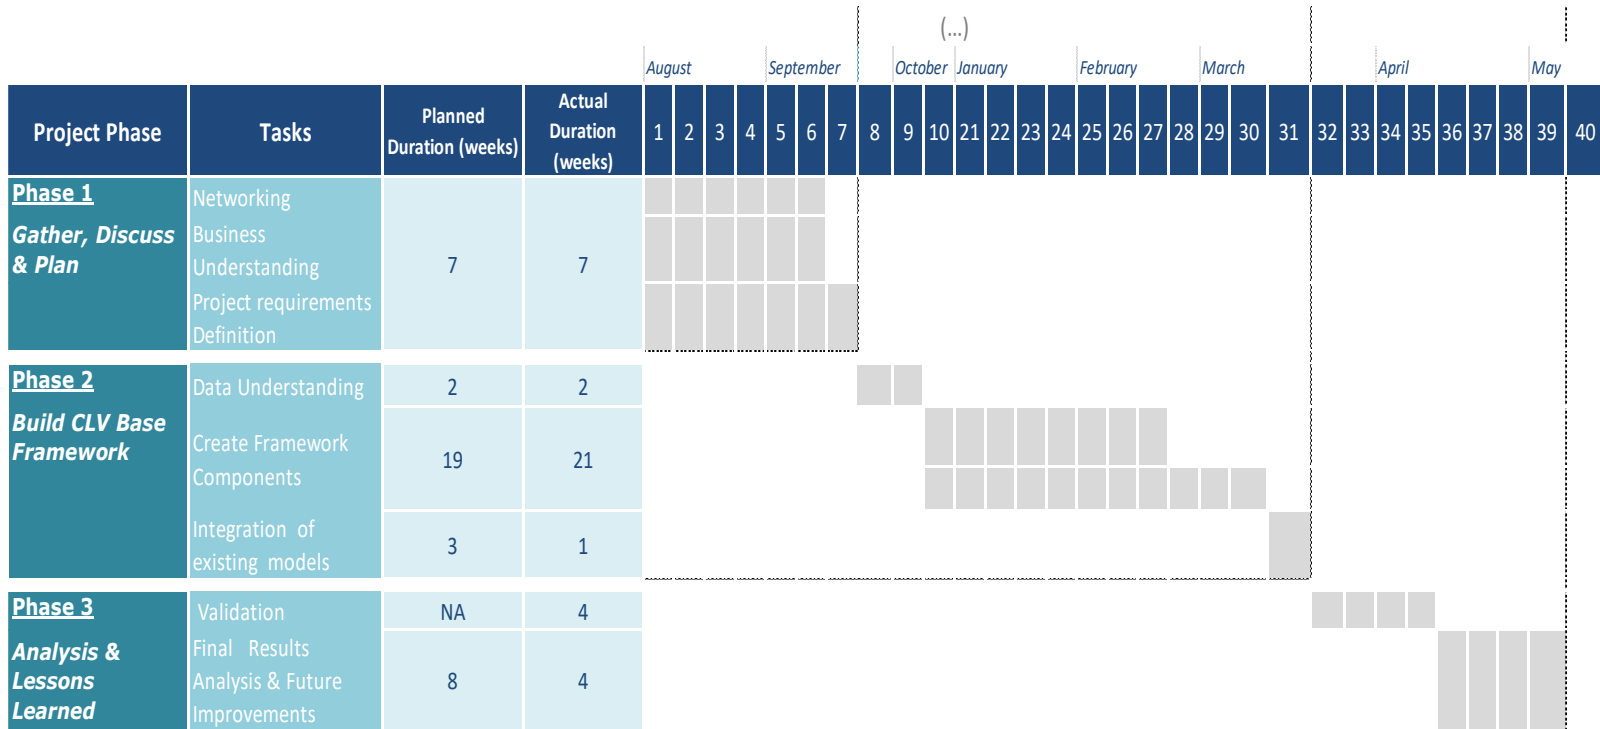 (...)
August September October January February March April May
Project Phase Tasks Planned Duration (weeks) Actual Duration (weeks) 1 2 3 4 5 6 7 8 9 10 21 22 23 24 25 26 27 28 29 30 31 32 33 34 35 36 37 38 39 40
Phase 1
Gather, Discuss
& Plan
Networking
Business
Understanding
Project requirements
Definition
7 7
Phase 2
Build CLV Base
Framework
Data Understanding 2 2
Create Framework
Components
19 21
Integration of
existing models
3 1
Phase 3
Analysis &
Lessons
Learned
Validation NA 4
Final Results
Analysis & Future
Improvements
8 4